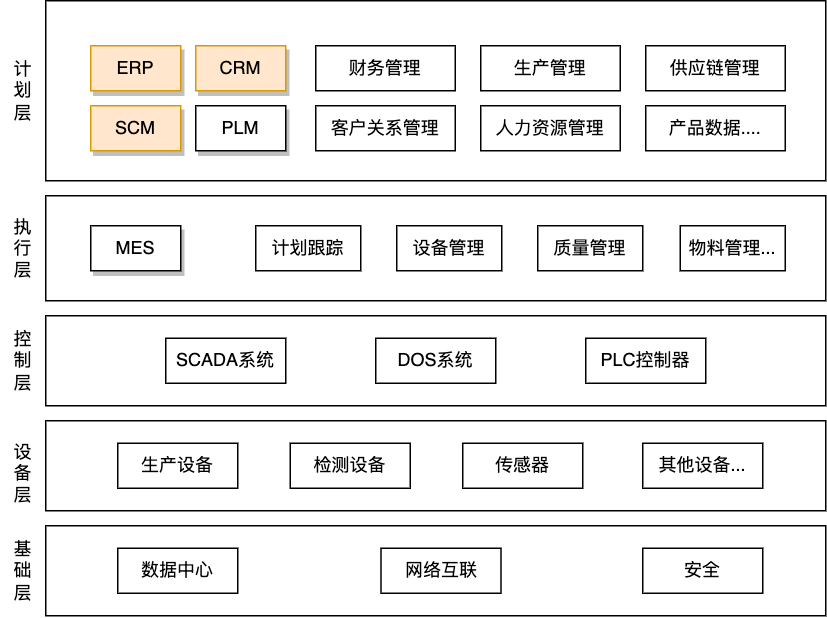 计划层
ERP
CRM
财务管理
生产管理
供应链管理
SCM
PLM
客户关系管理
人力资源管理
产品数据....
执行层
MES
计划跟踪
设备管理
质量管理
物料管理...
控制层
SCADA系统
DOS系统
PLC控制器
设备层
生产设备
检测设备
传感器
其他设备...
基础层
数据中心
网络互联
安全